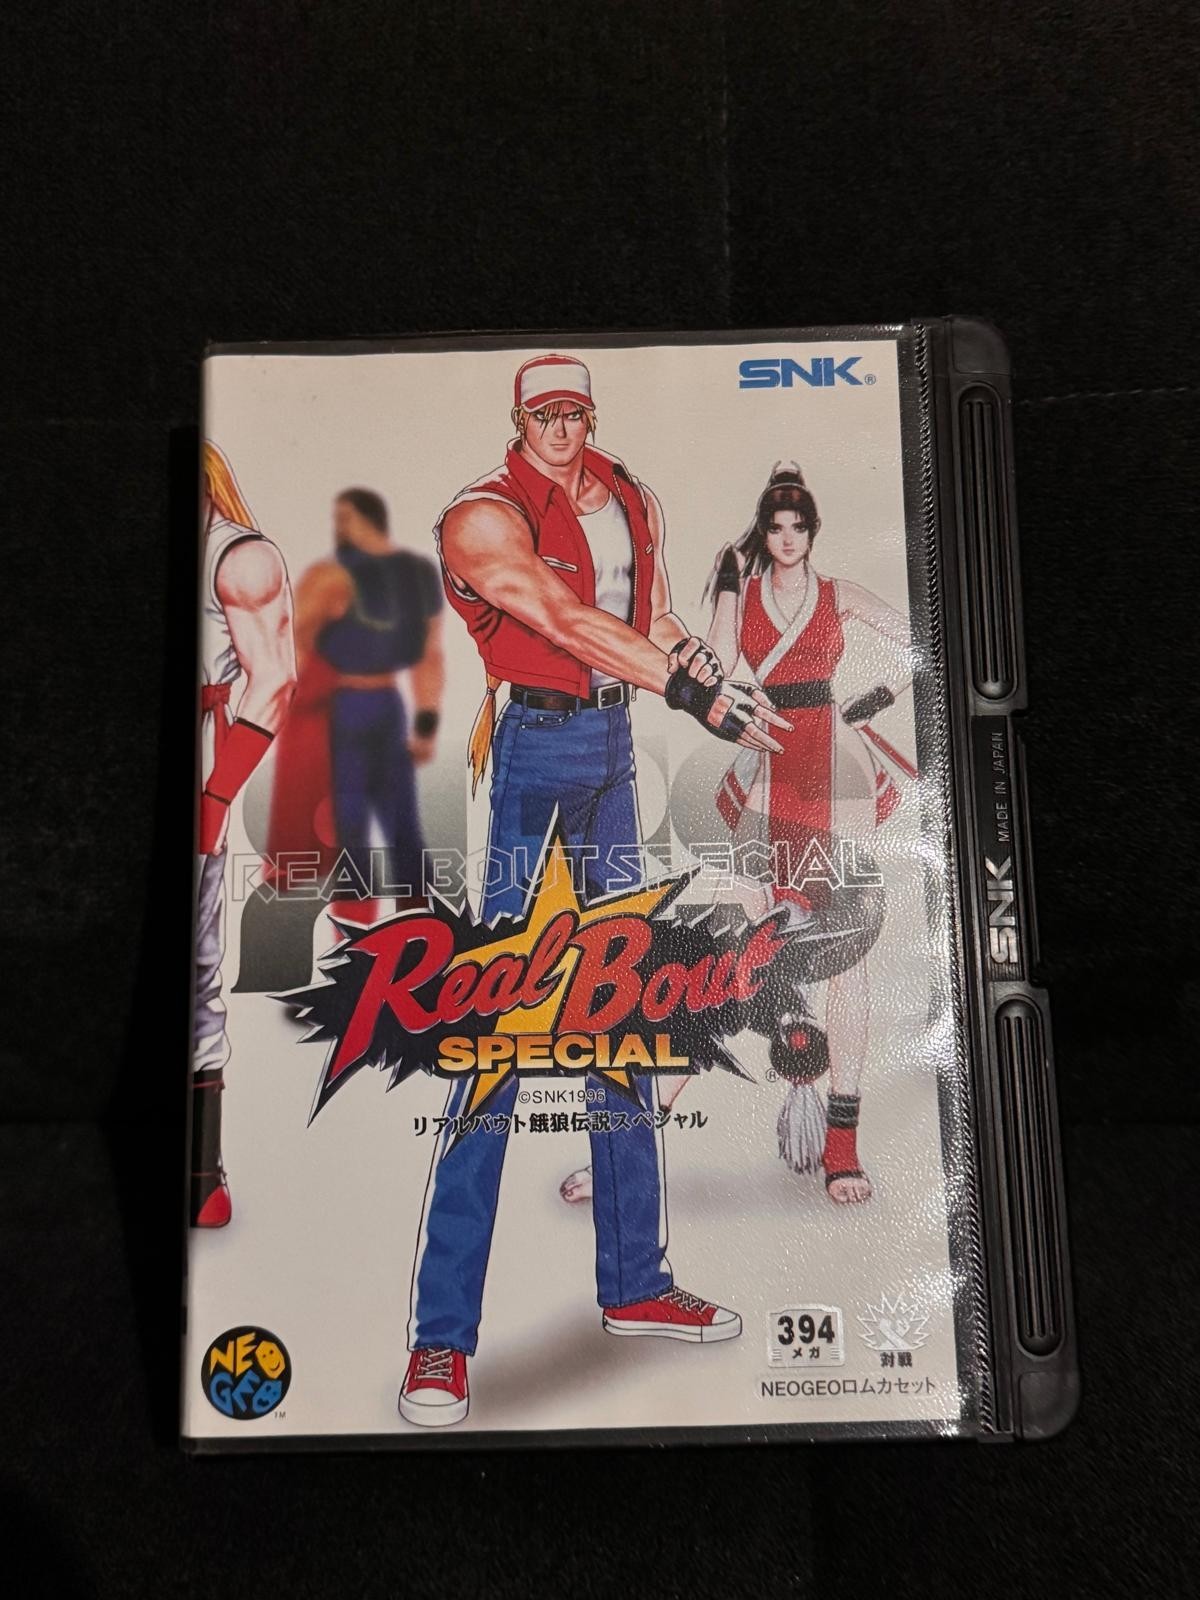 SNK®
REAL BOUT SPECIAL
Real Bout
SPECIAL
®
©SNK1996
リアルバウト餓狼伝説スペシャル
MADE IN JAPAN
SNK
394
メガ
対戦
NEOGEOロムカセット
NEO
GEO
TM